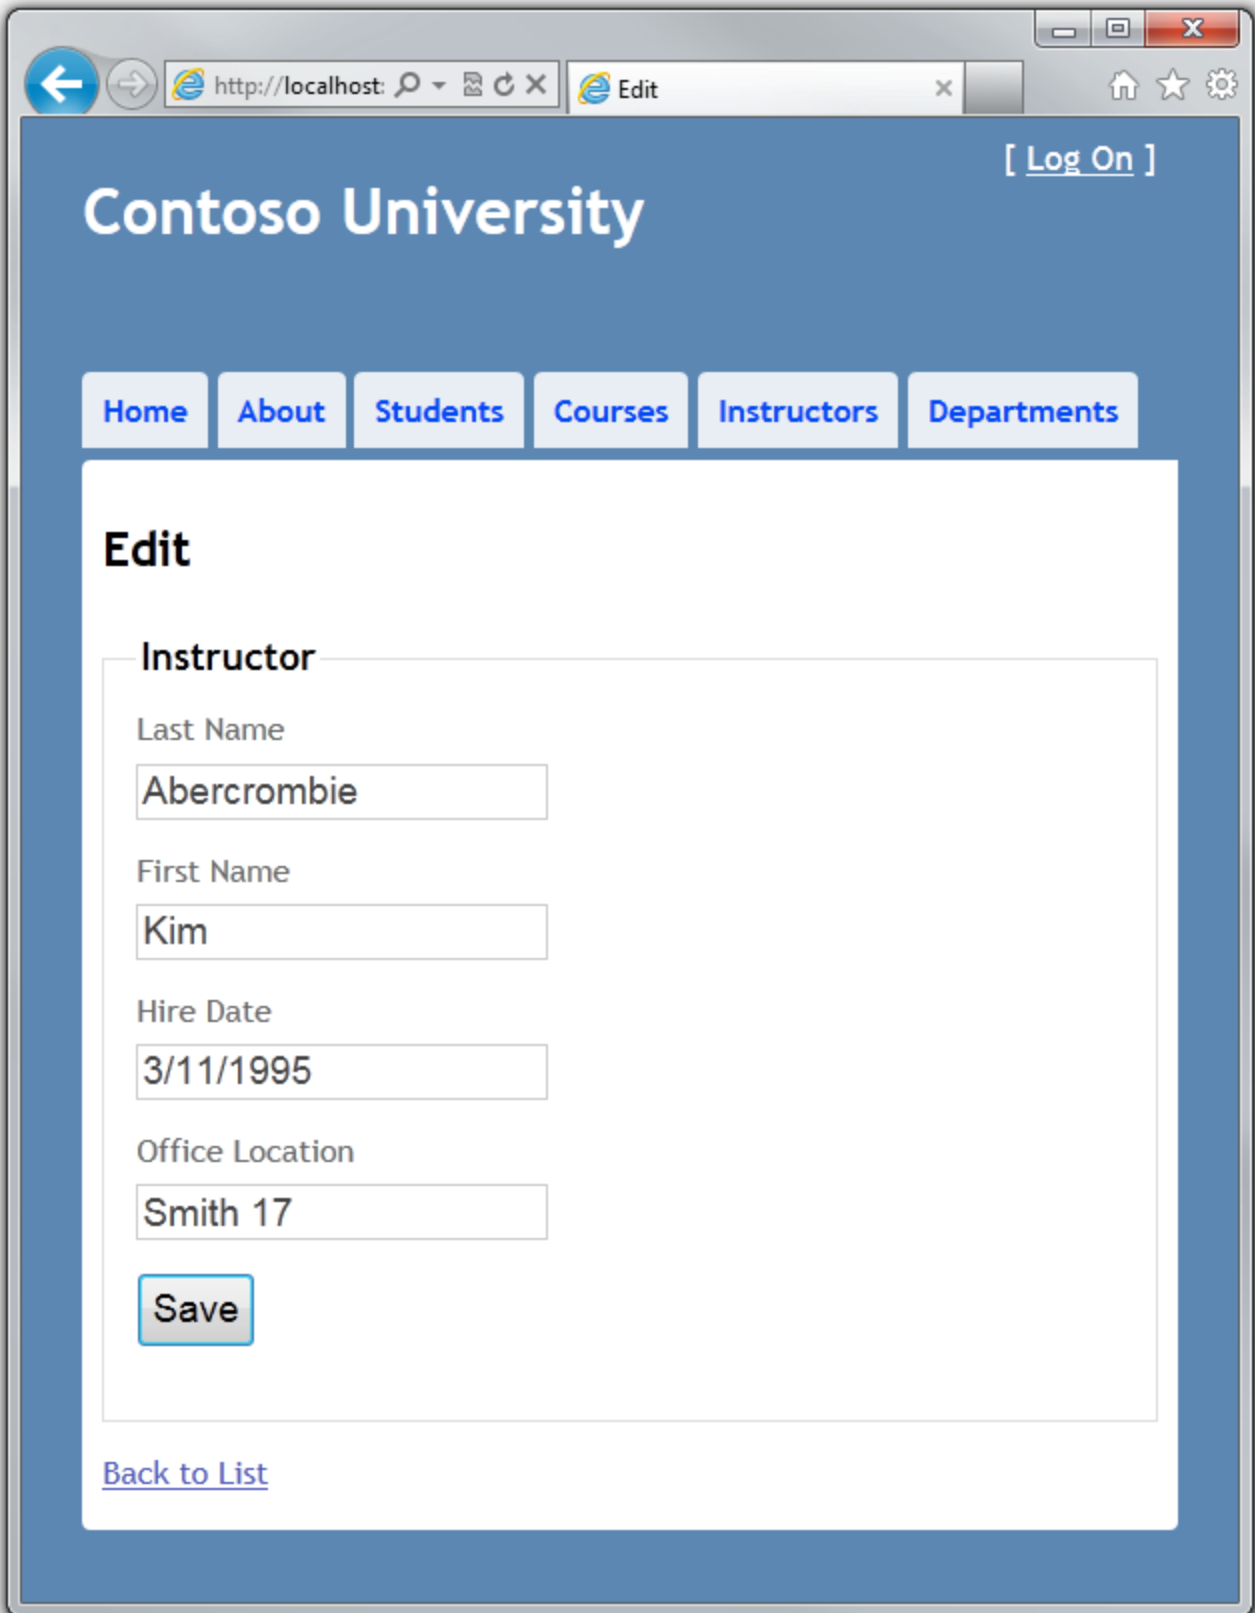 http://localhost:
Edit
[ Log On ]
Contoso University
Home About Students Courses Instructors Departments
Edit
Instructor
Last Name
Abercrombie
First Name
Kim
Hire Date
3/11/1995
Office Location
Smith 17
Save
Back to List